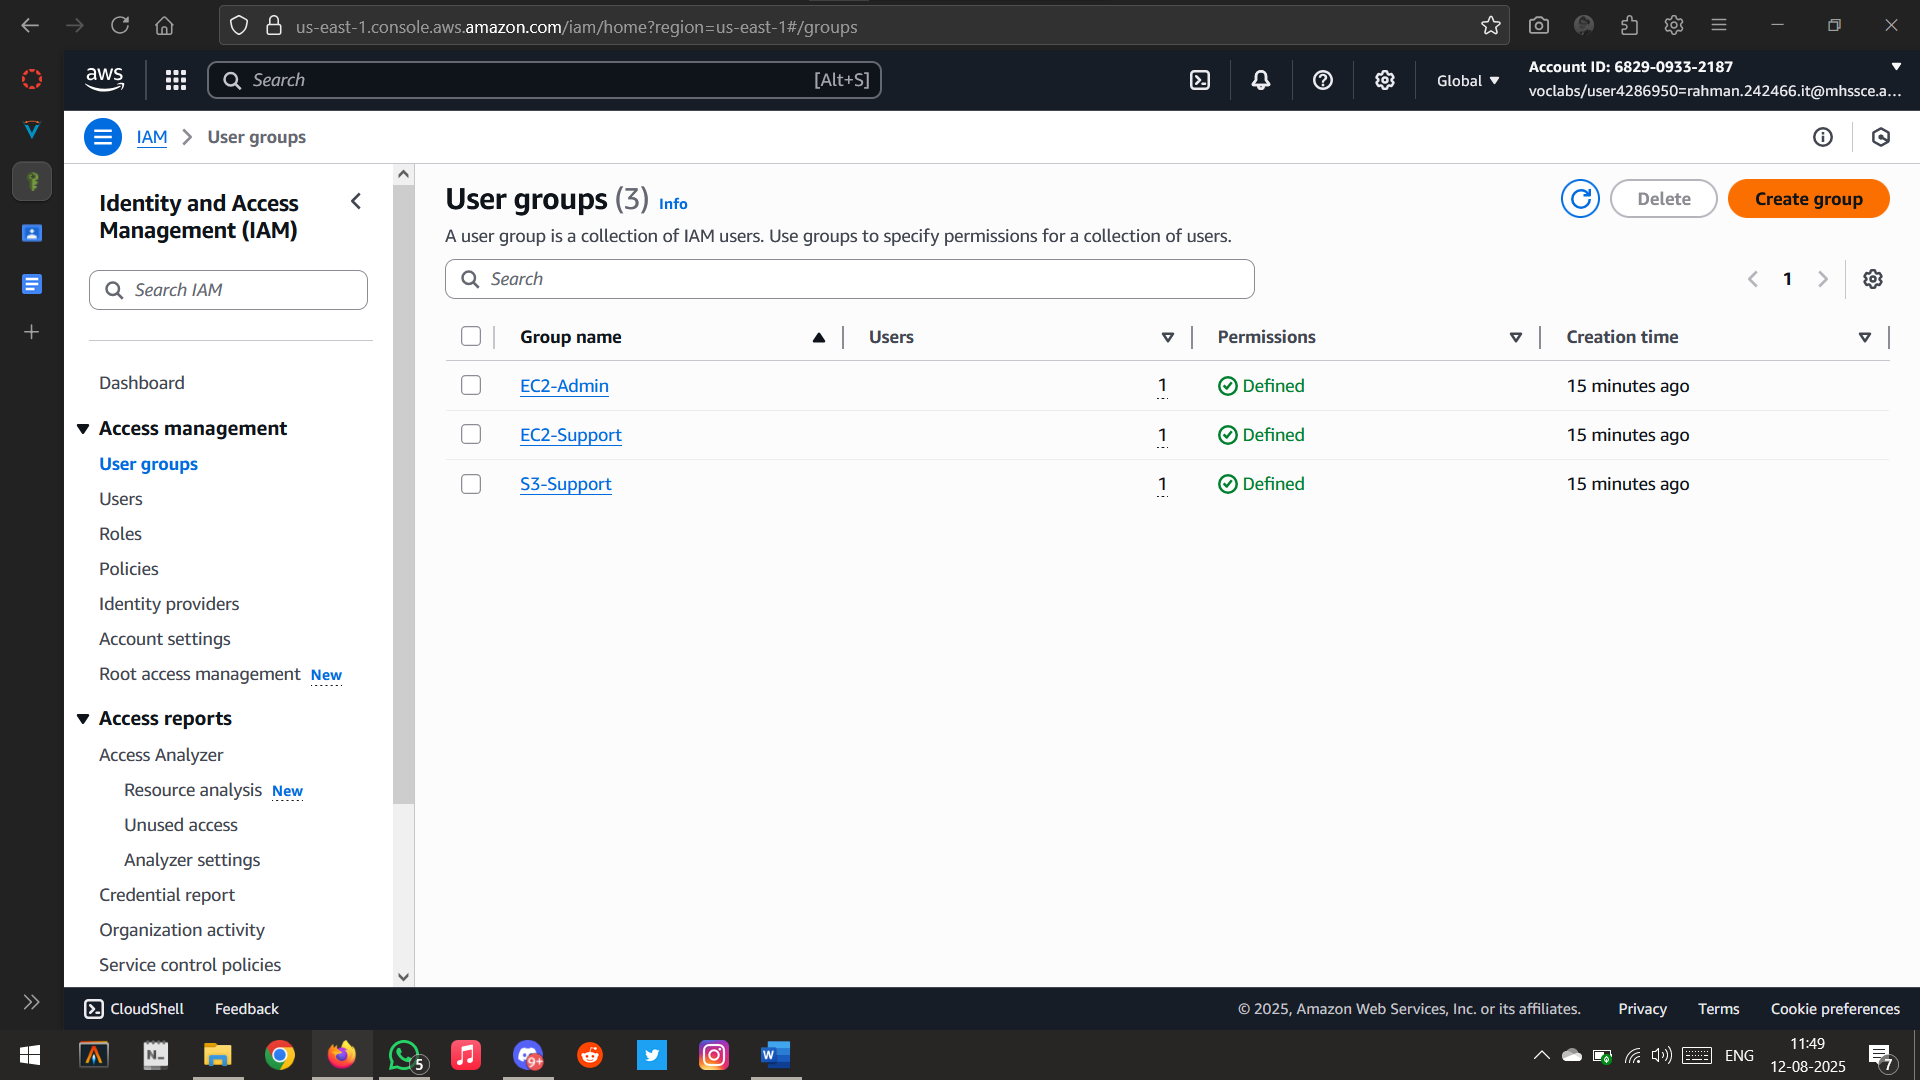 us-east-1.console.aws.amazon.com/iam/home?region=us-east-1#/groups
aws
Search
[Alt+S]
Global
Account ID: 6829-0933-2187
voclabs/user4286950=rahman.242466.it@mhssce.a...
IAM
User groups
Identity and Access Management (IAM)
Search IAM
Dashboard
Access management
User groups
Users
Roles
Policies
Identity providers
Account settings
Root access management New
Access reports
Access Analyzer
Resource analysis New
Unused access
Analyzer settings
Credential report
Organization activity
Service control policies
User groups (3) Info
Delete
Create group
A user group is a collection of IAM users. Use groups to specify permissions for a collection of users.
Search
1
Group name Users Permissions Creation time
EC2-Admin 1 Defined 15 minutes ago
EC2-Support 1 Defined 15 minutes ago
S3-Support 1 Defined 15 minutes ago
CloudShell
Feedback
© 2025, Amazon Web Services, Inc. or its affiliates.
Privacy
Terms
Cookie preferences
N_
5
9+
W
ENG
11:49
12-08-2025
7